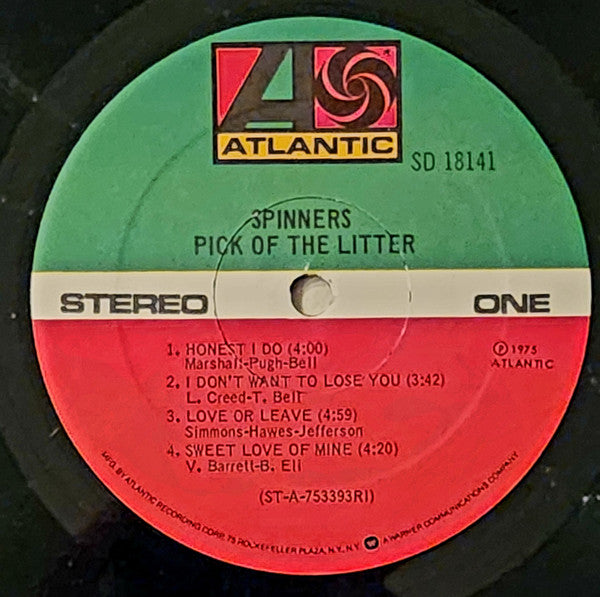 ATLANTIC
SD 18141
SPINNERS
PICK OF THE LITTER
STEREO
ONE
1. HONEST I DO (4:00)
Marshall-Pugh-Bell
2. I DON'T WANT TO LOSE YOU (3:42)
L. Creed-T. Bell
3. LOVE OR LEAVE (4:59)
Simmons-Hawes-Jefferson
4. SWEET LOVE OF MINE (4:20)
V. Barrett-B. Eli
℗ 1975
ATLANTIC
(ST-A-753393RI)
MFG. BY ATLANTIC RECORDING CORP. 75 ROCKEFELLER PLAZA, N.Y., N.Y. W A WARNER COMMUNICATIONS COMPANY